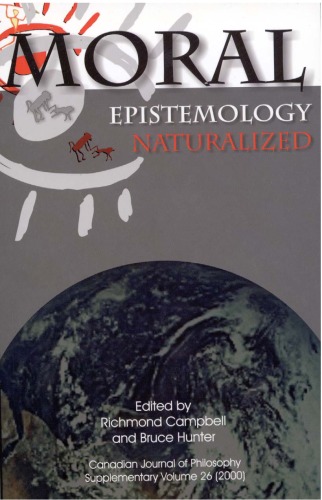 MORAL
EPISTEMOLOGY
NATURALIZED
Edited by
Richmond Campbell
and Bruce Hunter
Canadian Journal of Philosophy
Supplementary Volume 26 (2000)